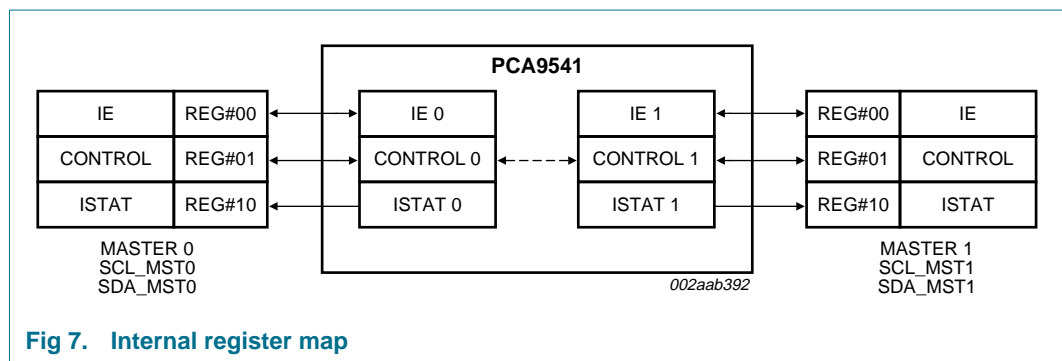 PCA9541
IE REG#00 IE 0 IE 1 REG#00 IE
CONTROL REG#01 CONTROL 0 CONTROL 1 REG#01 CONTROL
ISTAT REG#10 ISTAT 0 ISTAT 1 REG#10 ISTAT
MASTER 0
SCL_MST0
SDA_MST0
MASTER 1
SCL_MST1
SDA_MST1
002aab392
Fig 7. Internal register map